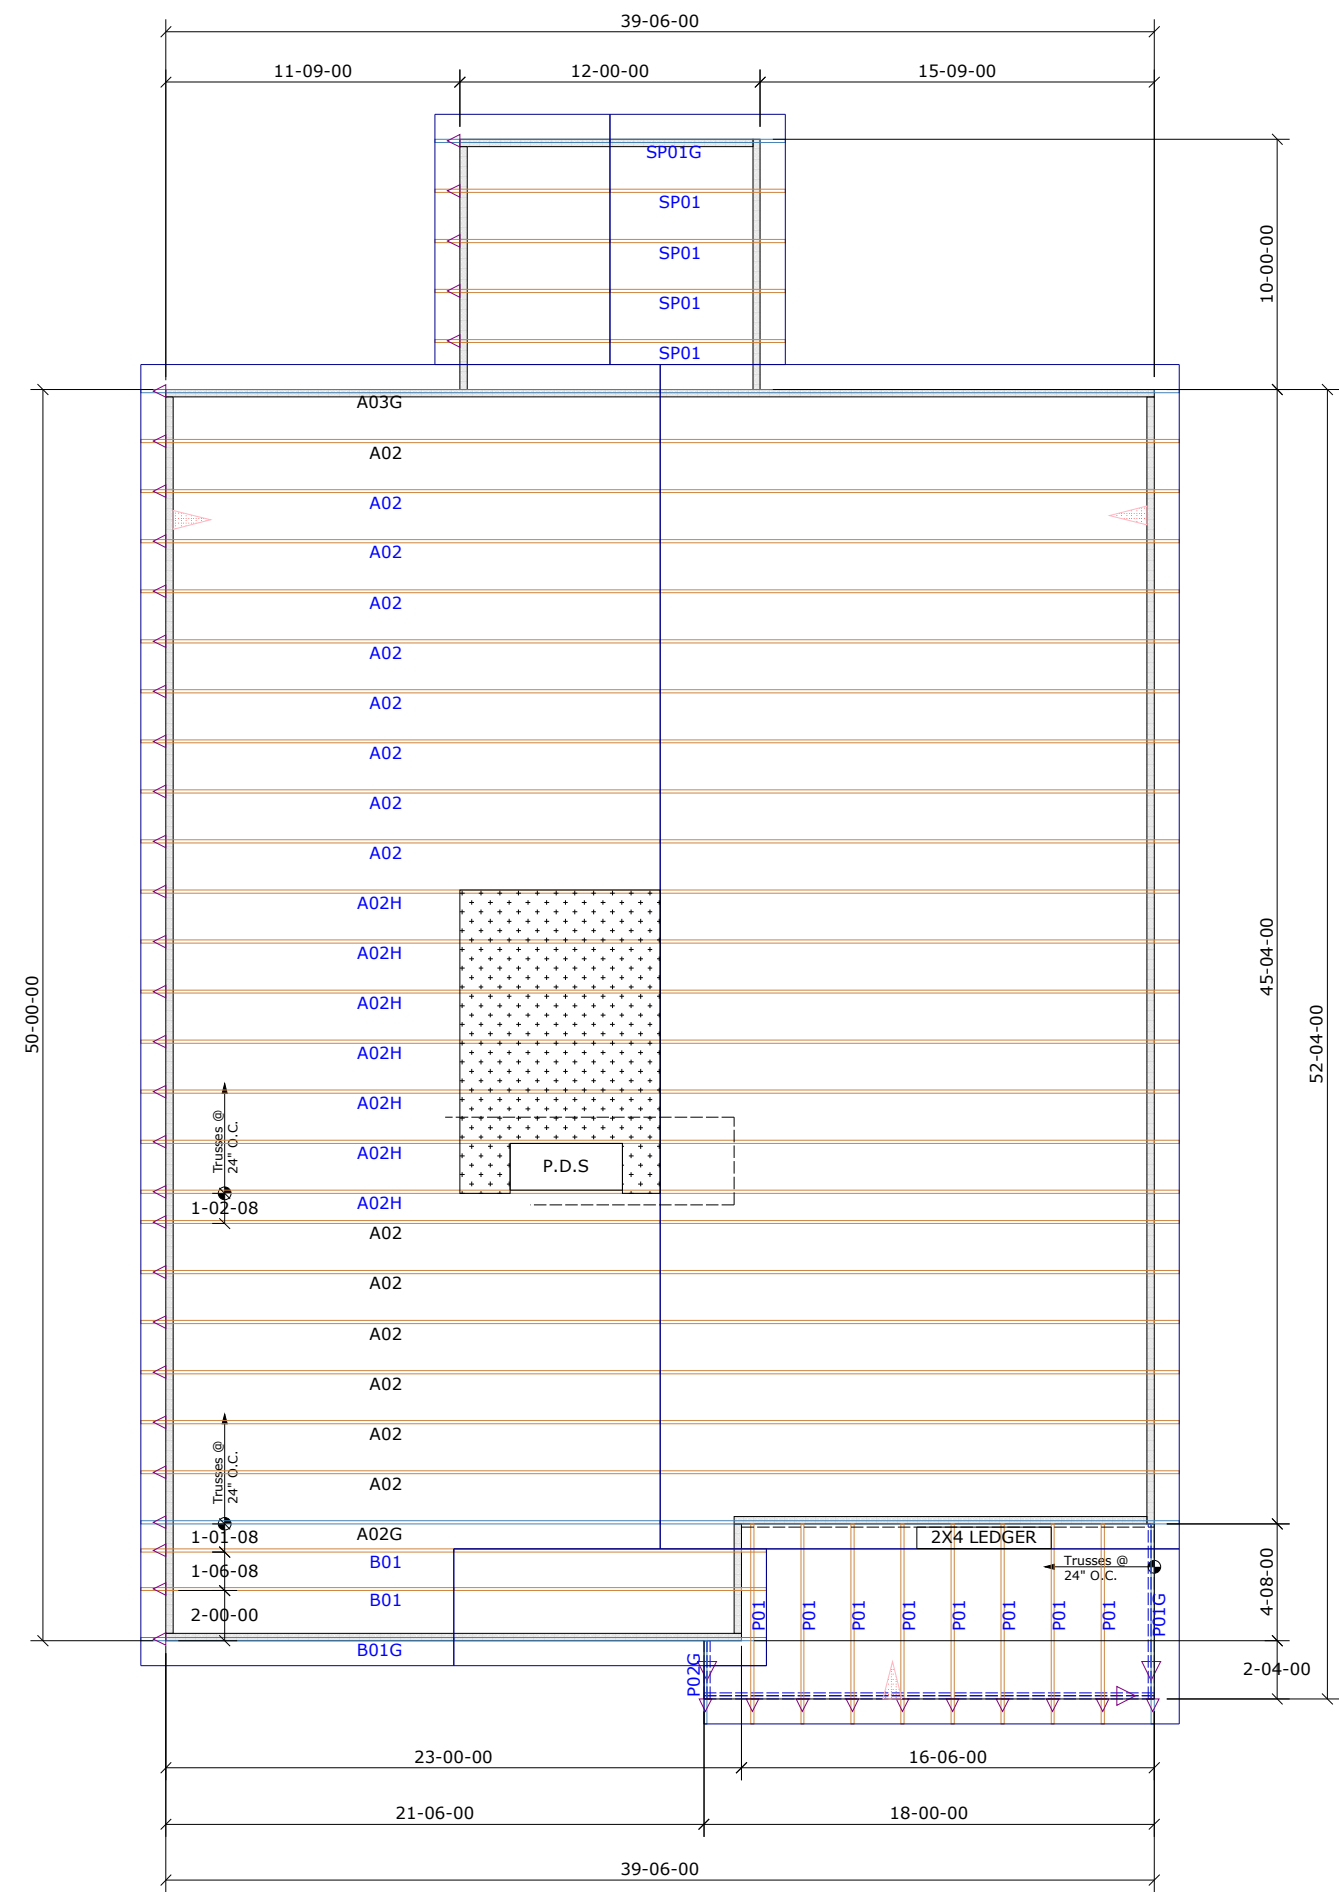 39-06-00
11-09-00
12-00-00
15-09-00
SP01G
SP01
SP01
SP01
SP01
10-00-00
A03G
A02
A02
A02
A02
A02
A02
A02
A02
A02
A02H
A02H
A02H
A02H
A02H
A02H
A02H
P.D.S
Trusses @
24" O.C.
1-02-08
A02
A02
A02
A02
A02
A02
50-00-00
45-04-00
52-04-00
Trusses @
24" O.C.
1-01-08
A02G
B01
1-06-08
B01
2-00-00
B01G
2X4 LEDGER
Trusses @
24" O.C.
P02G
P01
P01
P01
P01
P01
P01
P01
P01
P01G
4-08-00
2-04-00
23-00-00
16-06-00
21-06-00
18-00-00
39-06-00